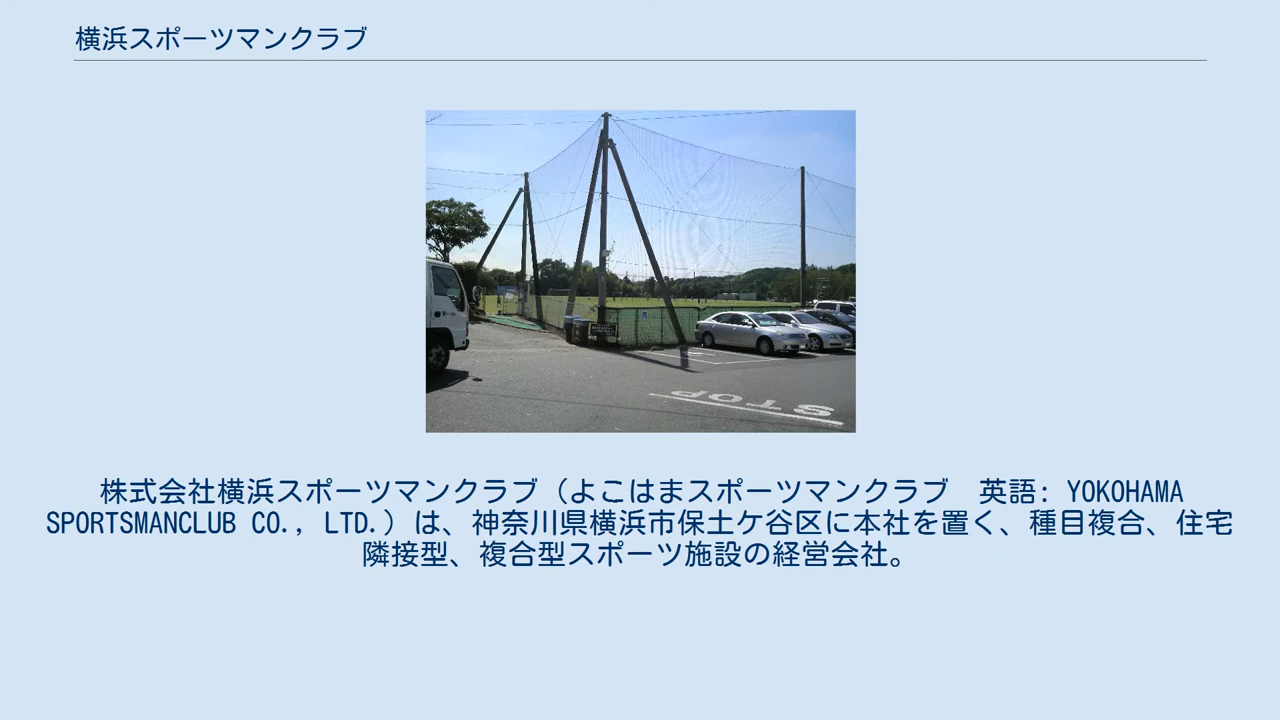 横浜スポーツマンクラブ
STOP
株式会社横浜スポーツマンクラブ（よこはまスポーツマンクラブ　英語: YOKOHAMA
SPORTSMANCLUB CO., LTD.）は、神奈川県横浜市保土ケ谷区に本社を置く、種目複合、住宅
隣接型、複合型スポーツ施設の経営会社。